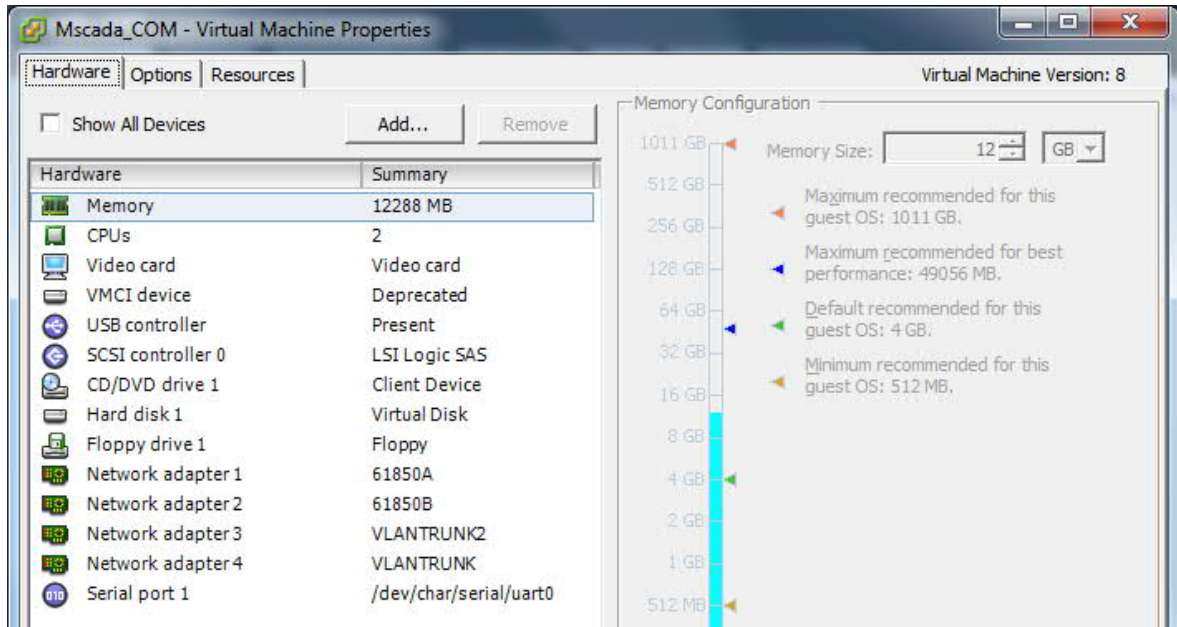 Mscada_COM - Virtual Machine Properties
Hardware Options Resources
Virtual Machine Version: 8
Show All Devices
Add...
Remove
Hardware Summary
Memory 12288 MB
CPUs 2
Video card Video card
VMCI device Deprecated
USB controller Present
SCSI controller 0 LSI Logic SAS
CD/DVD drive 1 Client Device
Hard disk 1 Virtual Disk
Floppy drive 1 Floppy
Network adapter 1 61850A
Network adapter 2 61850B
Network adapter 3 VLANTRUNK2
Network adapter 4 VLANTRUNK
Serial port 1 /dev/char/serial/uart0
Memory Configuration
1011 GB
512 GB
256 GB
128 GB
64 GB
32 GB
16 GB
8 GB
4 GB
2 GB
1 GB
512 MB
Memory Size: 12 GB
Maximum recommended for this
guest OS: 1011 GB.
Maximum recommended for best
performance: 49056 MB.
Default recommended for this
guest OS: 4 GB.
Minimum recommended for this
guest OS: 512 MB.